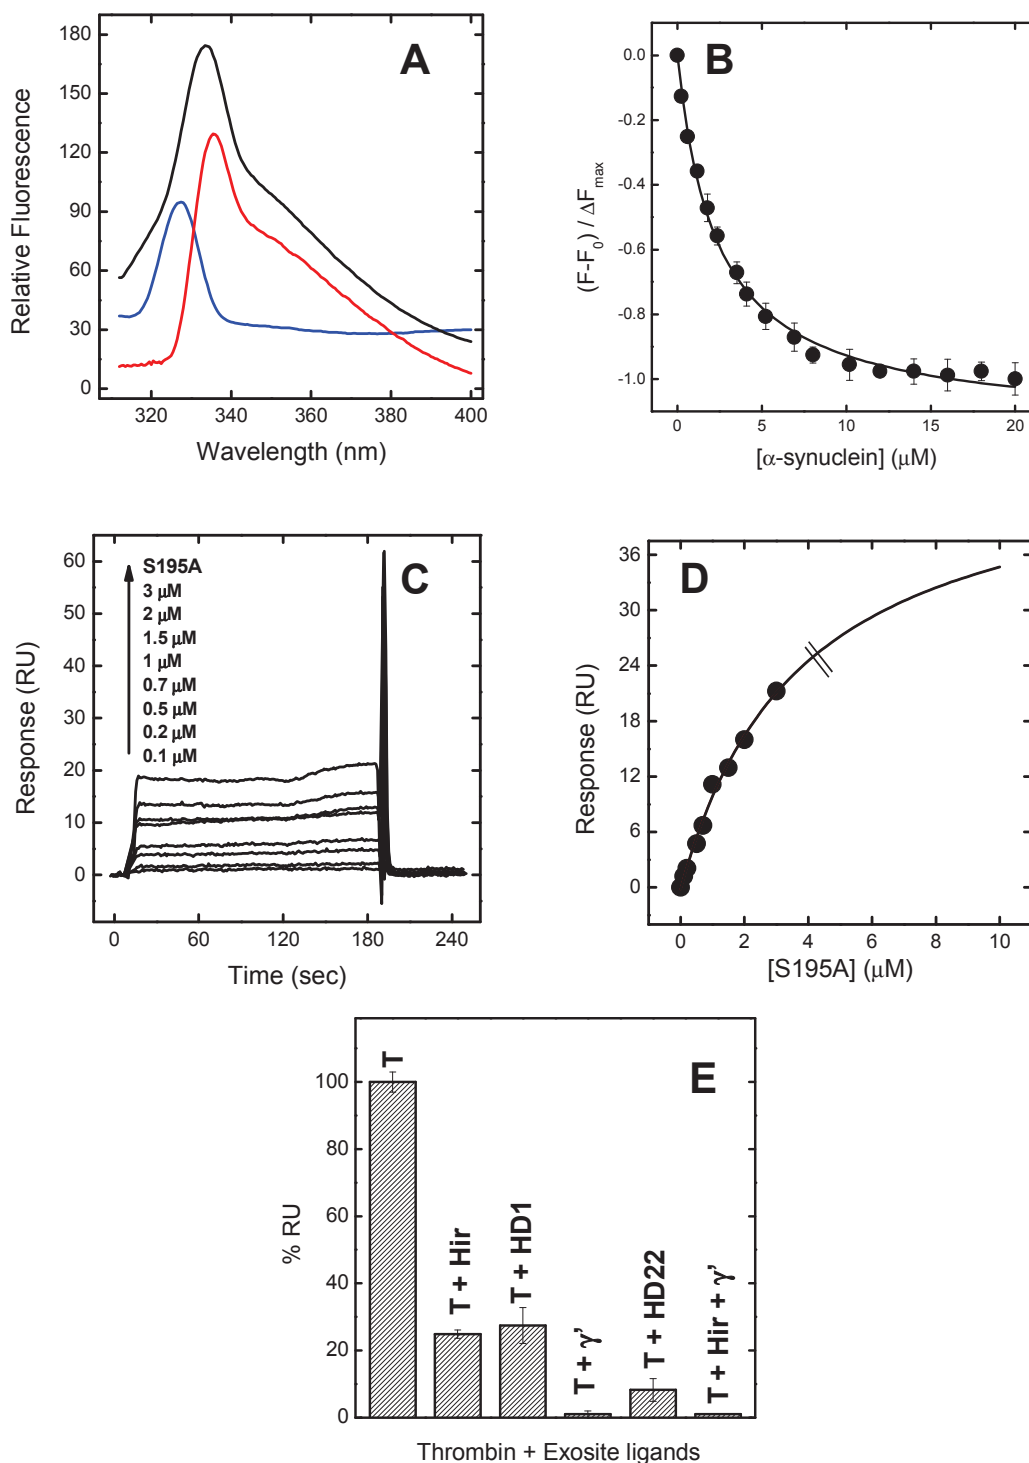 A
Relative Fluorescence
180
150
120
90
60
30
0
320 340 360 380 400
Wavelength (nm)
B
(F-F0) / ΔFmax
0.0
-0.2
-0.4
-0.6
-0.8
-1.0
0 5 10 15 20
[α-synuclein] (μM)
C
Response (RU)
60
50
40
30
20
10
0
S195A
3 μM
2 μM
1.5 μM
1 μM
0.7 μM
0.5 μM
0.2 μM
0.1 μM
0 60 120 180 240
Time (sec)
D
Response (RU)
36
30
24
18
12
6
0
0 2 4 6 8 10
[S195A] (μM)
E
% RU
100
80
60
40
20
0
T
T + Hir
T + HD1
T + γ'
T + HD22
T + Hir + γ'
Thrombin + Exosite ligands